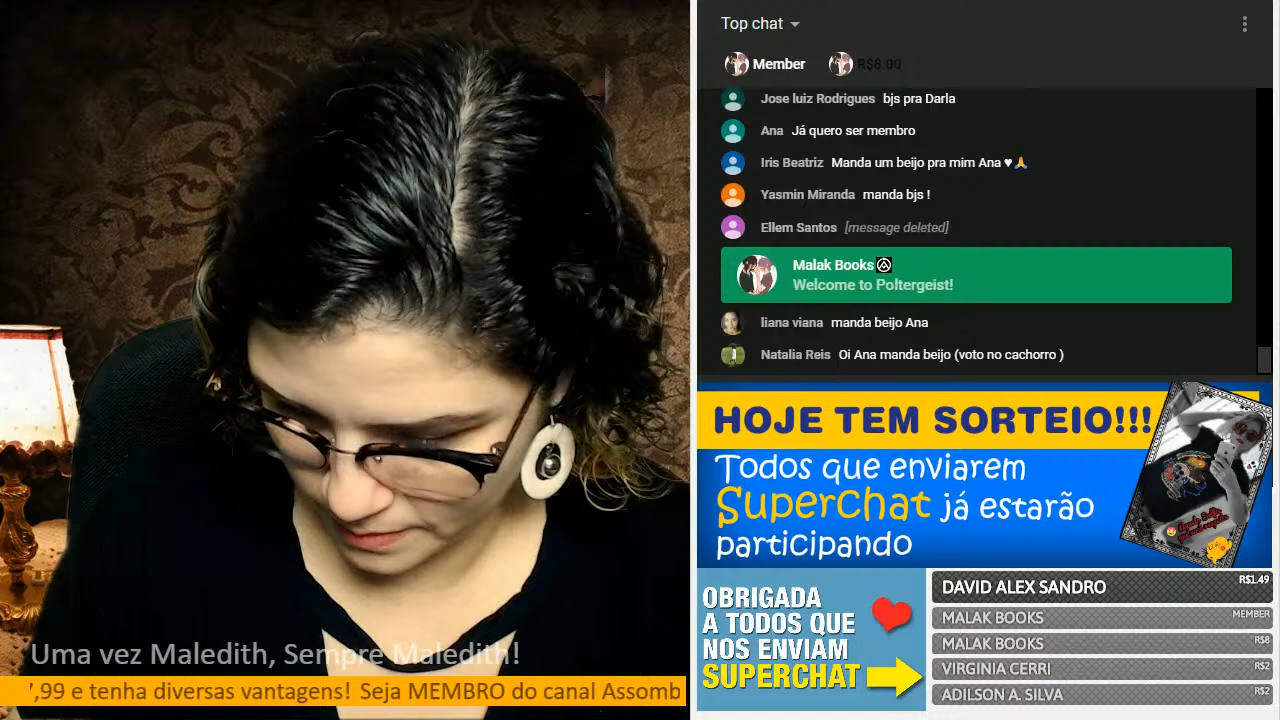 Top chat
Member
R$8.00
Jose luiz Rodrigues bjs pra Darla
Ana Já quero ser membro
Iris Beatriz Manda um beijo pra mim Ana ♥🙏
Yasmin Miranda manda bjs !
Ellem Santos [message deleted]
Malak Books
Welcome to Poltergeist!
liana viana manda beijo Ana
Natalia Reis Oi Ana manda beijo (voto no cachorro )
HOJE TEM SORTEIO!!!
Todos que enviarem
Superchat já estarão
participando
OBRIGADA
A TODOS QUE
NOS ENVIAM
SUPERCHAT
DAVID ALEX SANDRO R$1.49
MALAK BOOKS MEMBER
MALAK BOOKS R$8
VIRGINIA CERRI R$2
ADILSON A. SILVA R$2
Uma vez Maledith, Sempre Maledith!
,99 e tenha diversas vantagens! Seja MEMBRO do canal Assomb